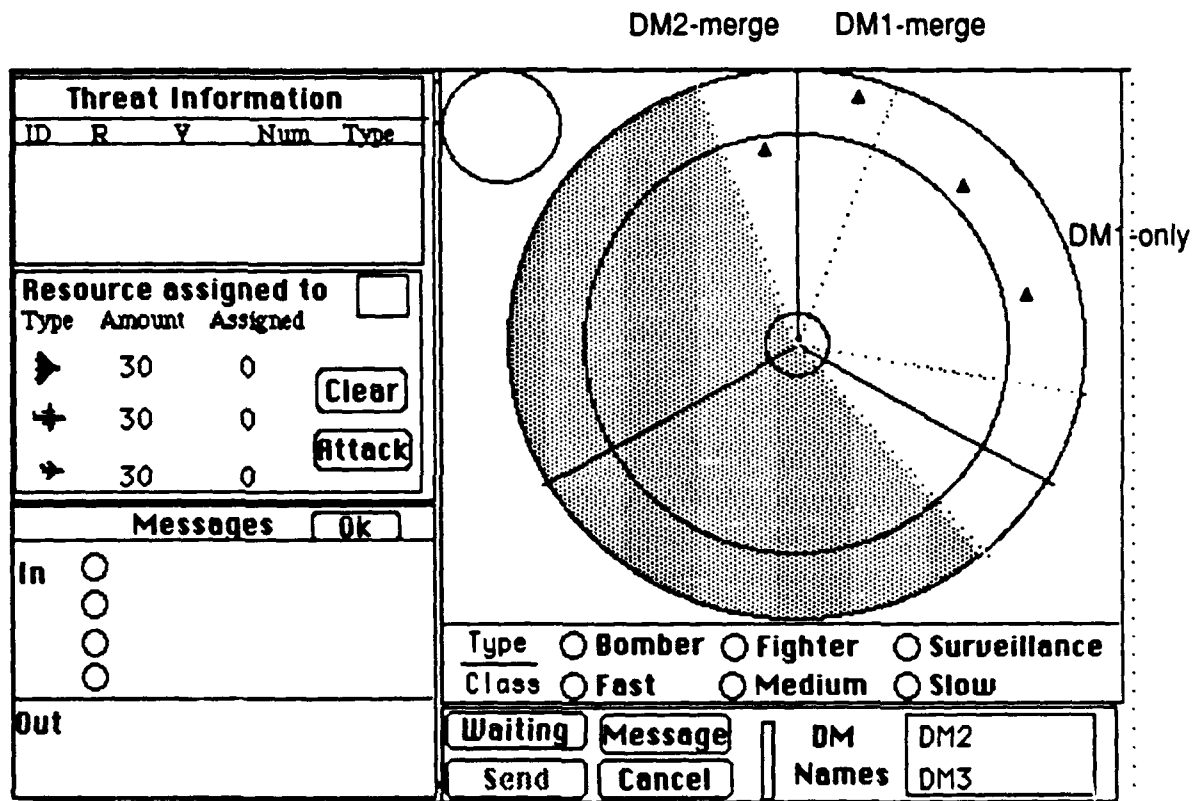 DM2-merge DM1-merge
Threat Information
ID R V Num Type
DM1-only
Resource assigned to
Type Amount Assigned
30 0
30 0
30 0
Clear
Attack
Messages Ok
In
Out
Type Bomber Fighter Surveillance
Class Fast Medium Slow
Waiting Message
Send Cancel
DM Names
DM2
DM3